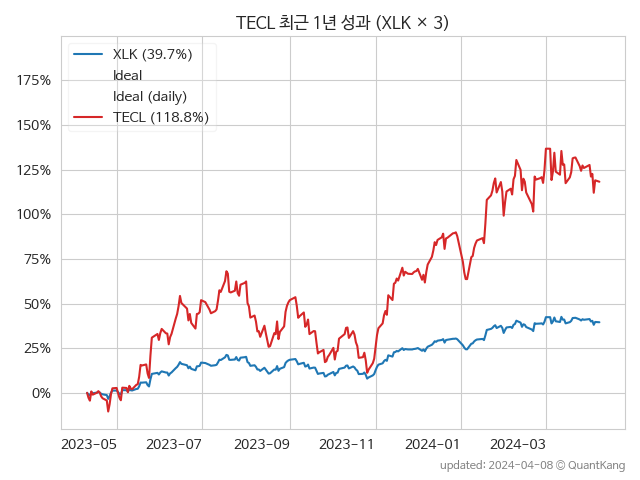 TECL 최근 1년 성과 (XLK × 3)
XLK (39.7%)
Ideal
Ideal (daily)
TECL (118.8%)
175%
150%
125%
100%
75%
50%
25%
0%
2023-05
2023-07
2023-09
2023-11
2024-01
2024-03
updated: 2024-04-08 @ QuantKang